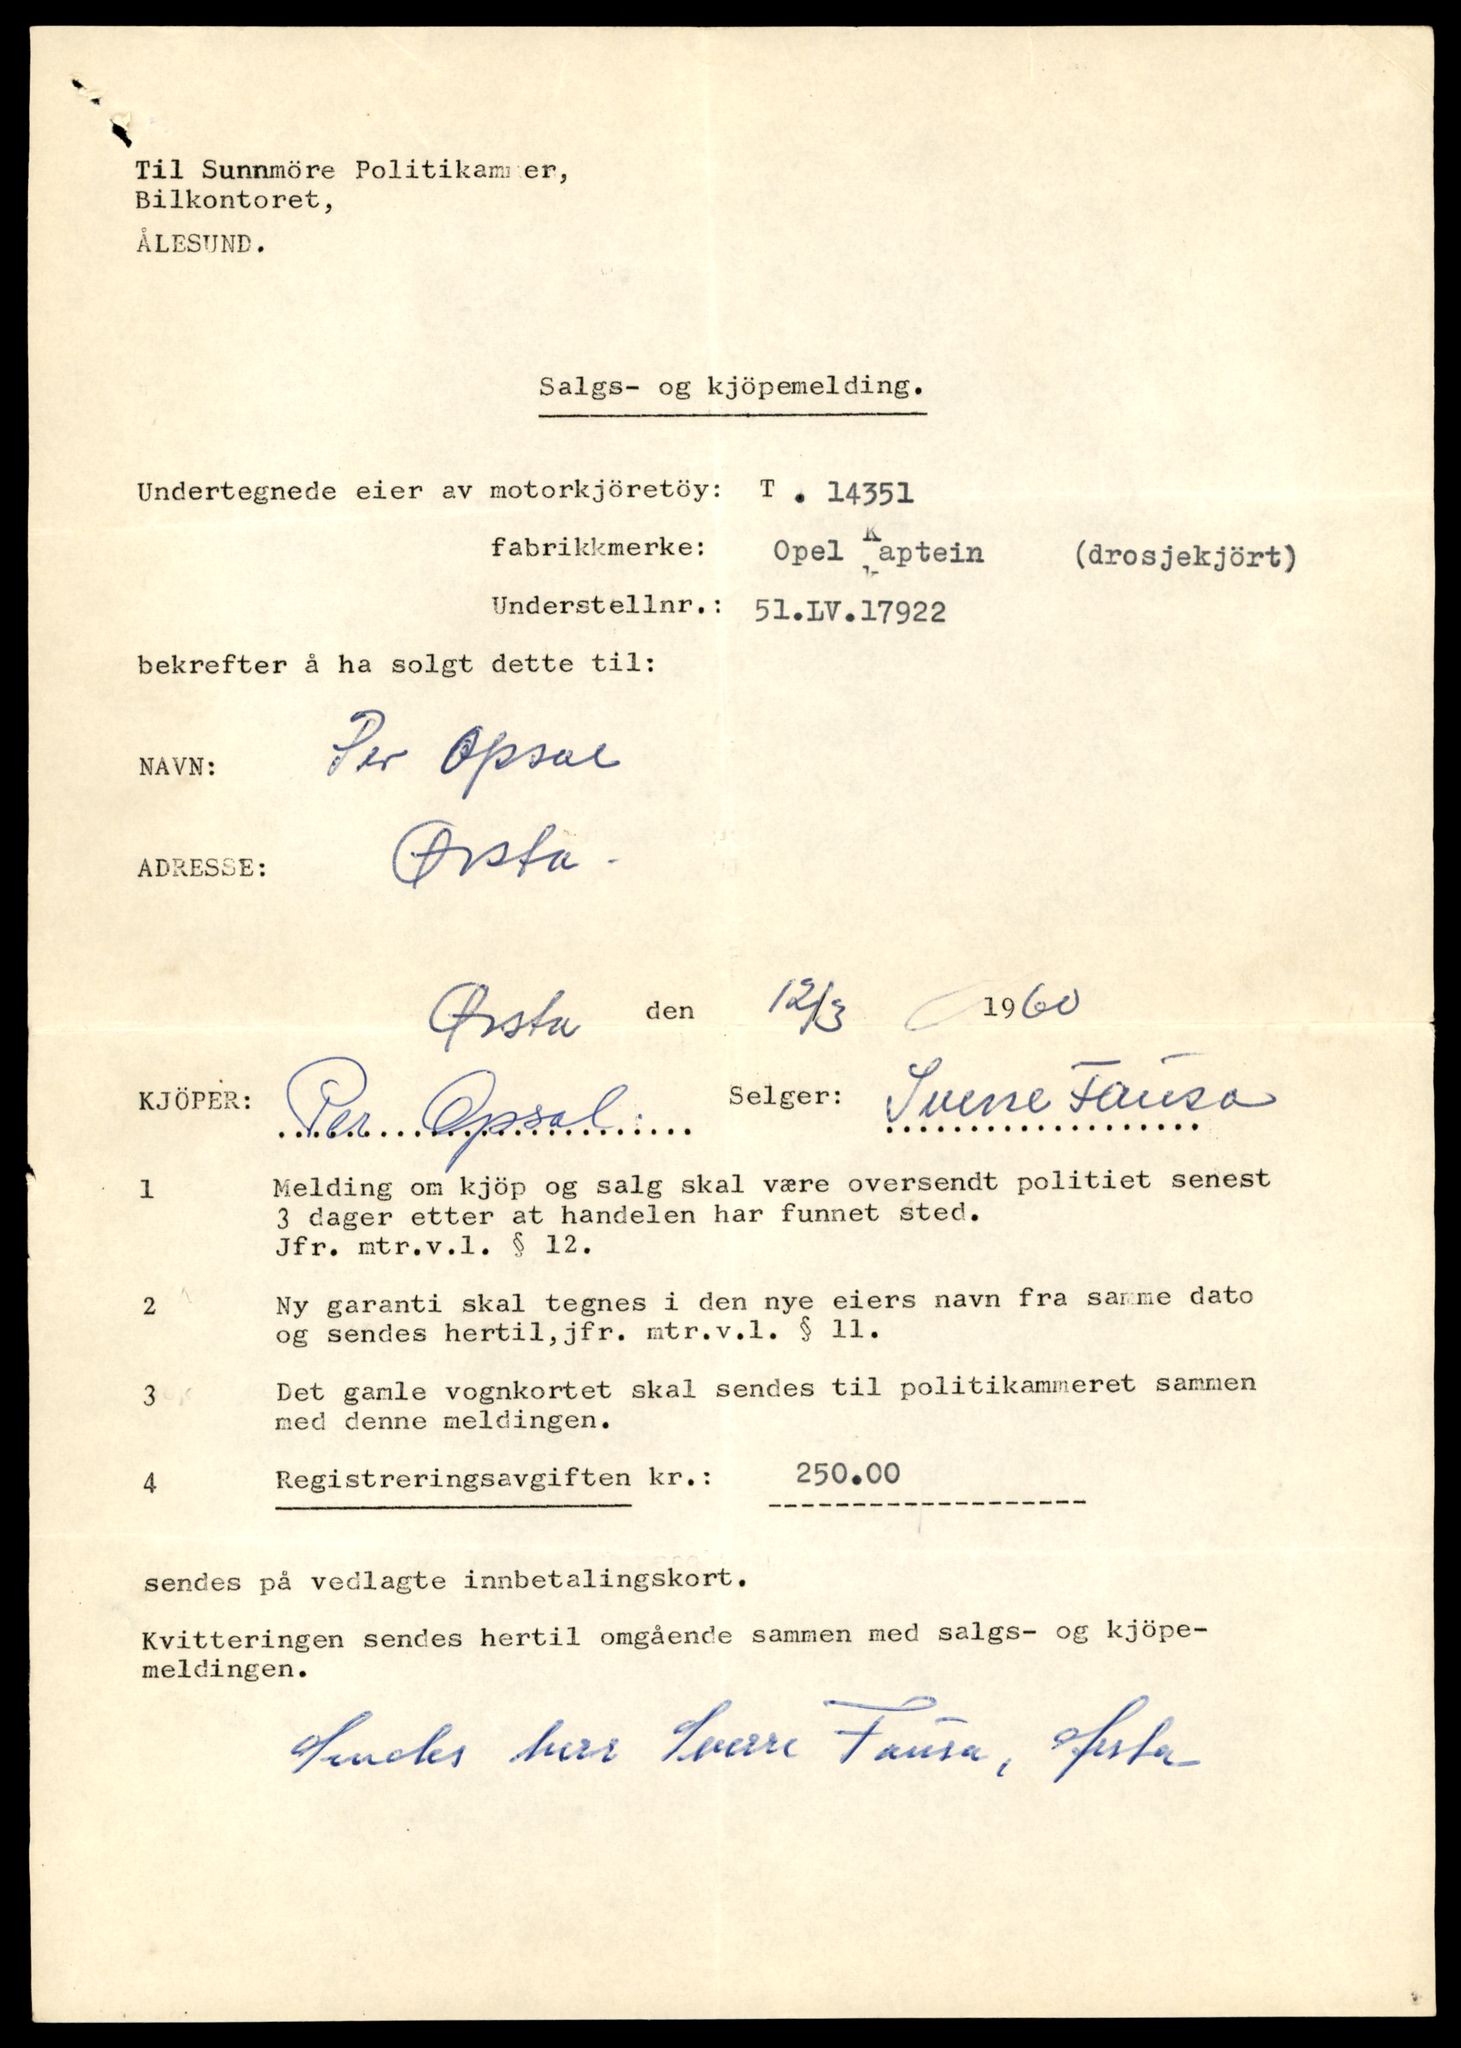 Til Sunnmöre Politikammer,
Bilkontoret,
ÅLESUND.
Salgs- og kjöpemelding.
Undertegnede eier av motorkjöretöy: T . 14351
fabrikkmerke: Opel Kaptein (drosjekjört)
Understellnr.: 51.LV.17922
bekrefter å ha solgt dette til:
NAVN: Per Opsal
ADRESSE: Ørsta -
Ørsta den 12/3 1960
KJÖPER: Per Opsal Selger: Sverre Fausa
1 Melding om kjöp og salg skal være oversendt politiet senest
3 dager etter at handelen har funnet sted.
Jfr. mtr.v.l. § 12.
2 Ny garanti skal tegnes i den nye eiers navn fra samme dato
og sendes hertil,jfr. mtr.v.l. § 11.
3 Det gamle vognkortet skal sendes til politikammeret sammen
med denne meldingen.
4 Registreringsavgiften kr.: 250.00
sendes på vedlagte innbetalingskort.
Kvitteringen sendes hertil omgående sammen med salgs- og kjöpe-
meldingen.
Sendes herr Sverre Fausa, Ørsta